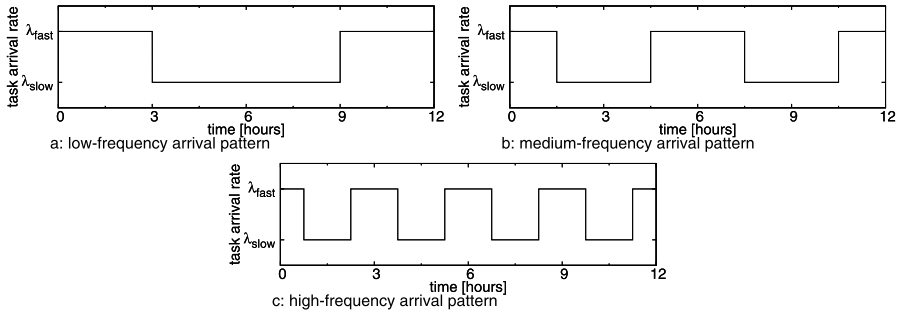 task arrival rate
λfast
λslow
0 3 6 9 12
time [hours]
a: low-frequency arrival pattern
task arrival rate
λfast
λslow
0 3 6 9 12
time [hours]
b: medium-frequency arrival pattern
task arrival rate
λfast
λslow
0 3 6 9 12
time [hours]
c: high-frequency arrival pattern